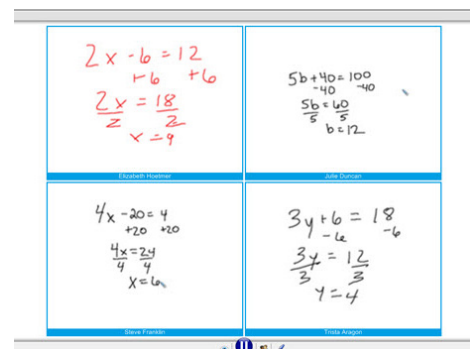 2x - 6 = 12
+6 +6
2x = 18
2 2
x = 9
Elizabeth Hoelmer
5b + 40 = 100
-40 -40
5b = 60
5 5
b = 12
Julie Duncan
4x - 20 = 4
+20 +20
4x = 24
4 4
x = 6
Steve Franklin
3y + 6 = 18
-6 -6
3y = 12
3 3
y = 4
Trista Aragon